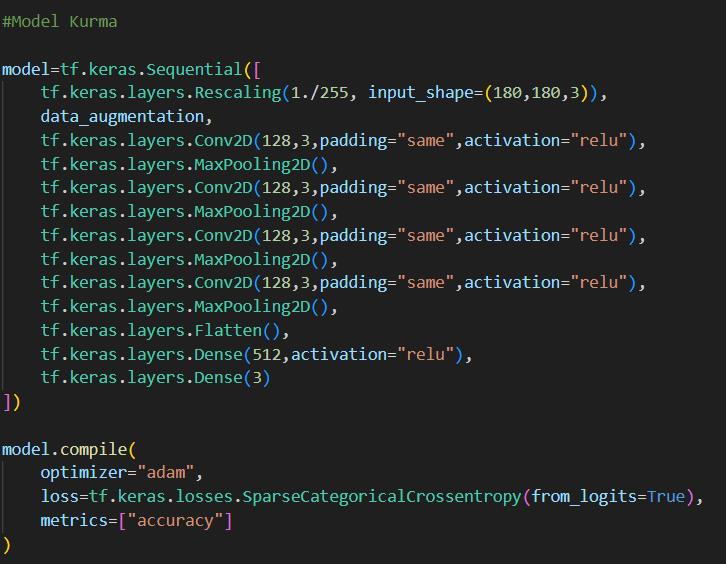 #Model Kurma
model=tf.keras.Sequential([
    tf.keras.layers.Rescaling(1./255, input_shape=(180,180,3)),
    data_augmentation,
    tf.keras.layers.Conv2D(128,3,padding="same",activation="relu"),
    tf.keras.layers.MaxPooling2D(),
    tf.keras.layers.Conv2D(128,3,padding="same",activation="relu"),
    tf.keras.layers.MaxPooling2D(),
    tf.keras.layers.Conv2D(128,3,padding="same",activation="relu"),
    tf.keras.layers.MaxPooling2D(),
    tf.keras.layers.Conv2D(128,3,padding="same",activation="relu"),
    tf.keras.layers.MaxPooling2D(),
    tf.keras.layers.Flatten(),
    tf.keras.layers.Dense(512,activation="relu"),
    tf.keras.layers.Dense(3)
])
model.compile(
    optimizer="adam",
    loss=tf.keras.losses.SparseCategoricalCrossentropy(from_logits=True),
    metrics=["accuracy"]
)